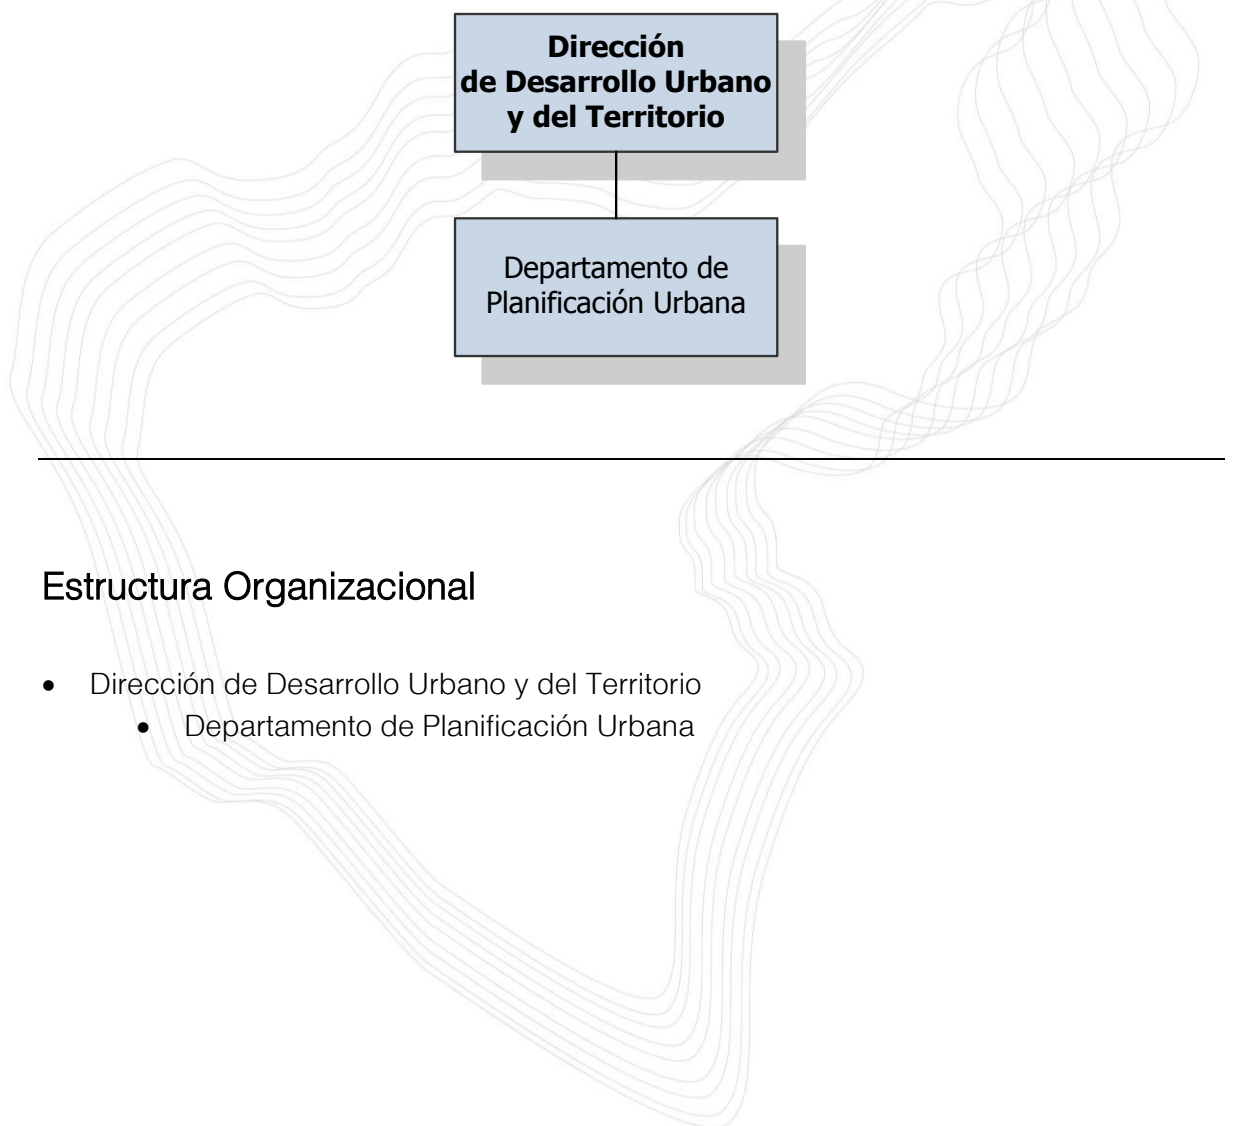 Dirección
de Desarrollo Urbano
y del Territorio
Departamento de
Planificación Urbana
Estructura Organizacional
• Dirección de Desarrollo Urbano y del Territorio
• Departamento de Planificación Urbana